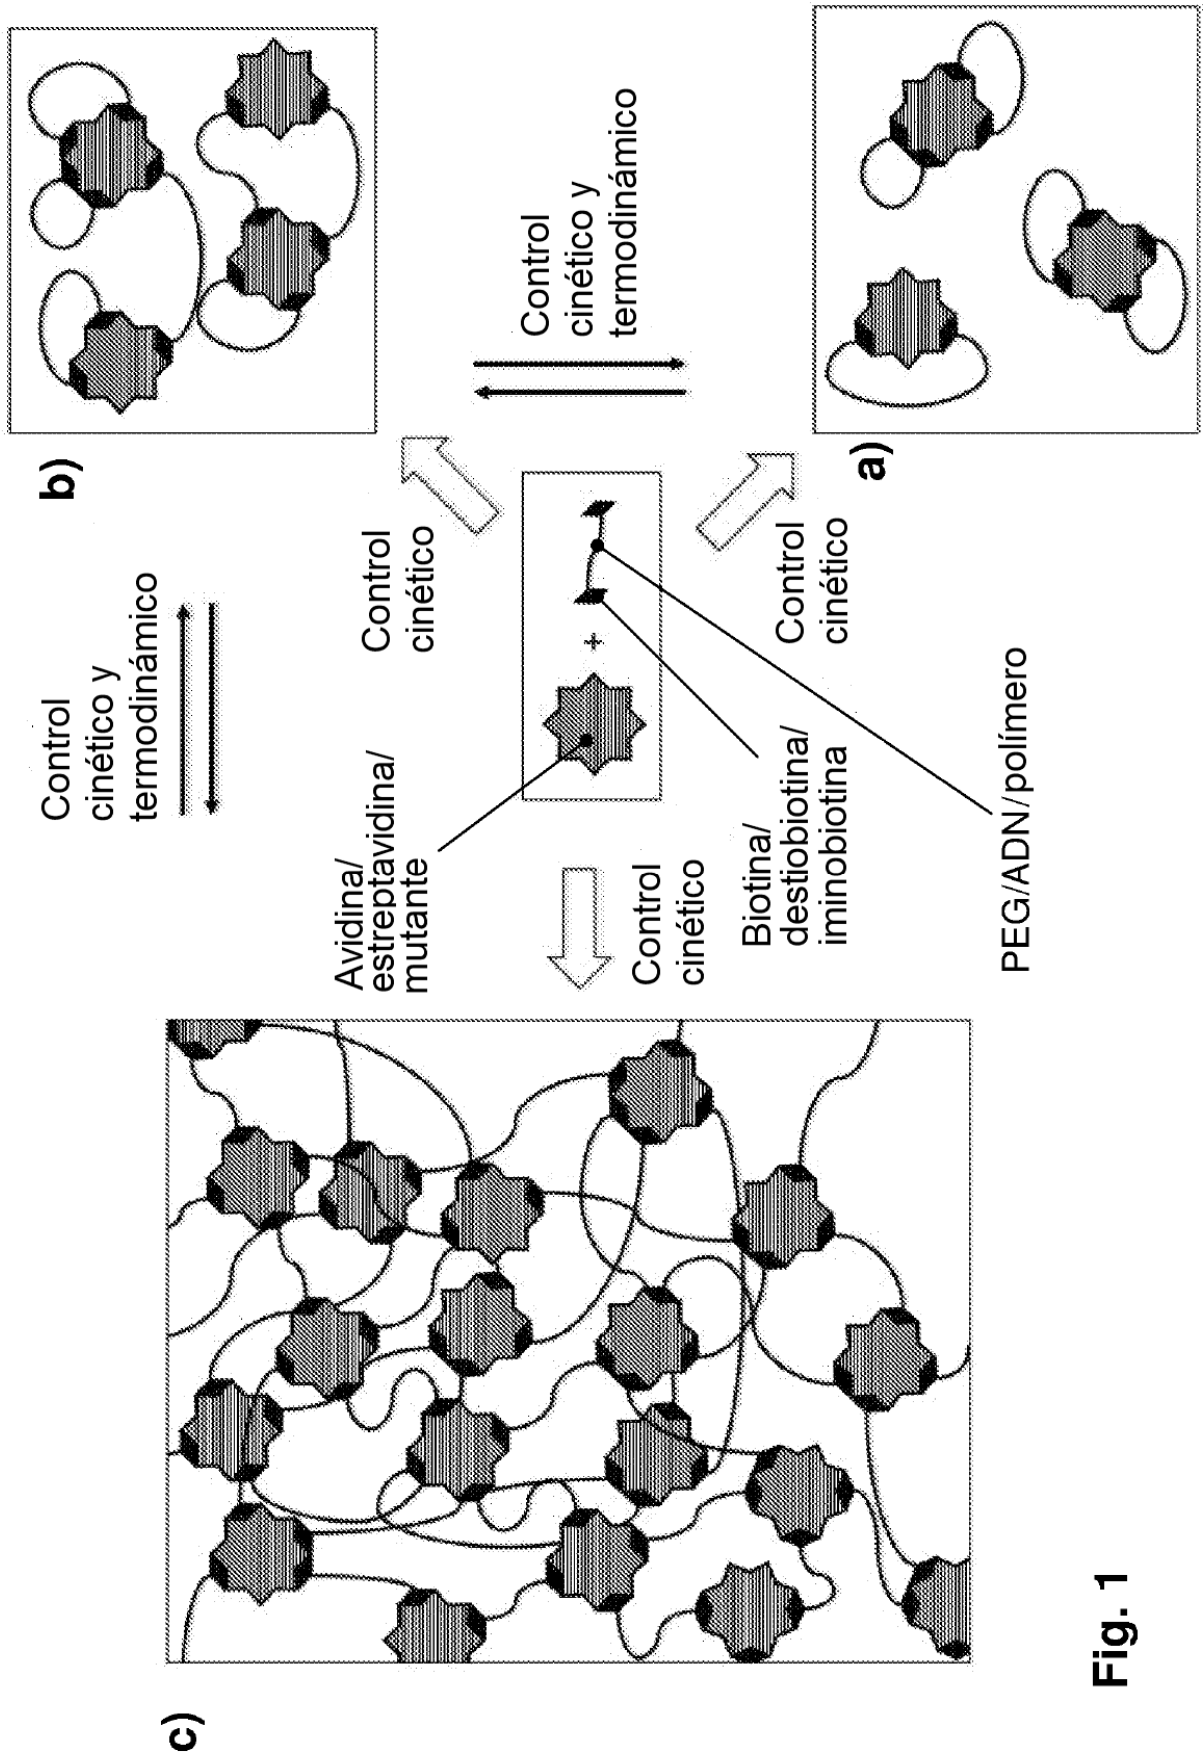 c)
Control
cinético y
termodinámico
b)
Avidina/
estreptavidina/
mutante
Control
cinético
+
Control
cinético y
termodinámico
Control
cinético
Biotina/
destiobiotina/
iminobiotina
Control
cinético
a)
PEG/ADN/polímero
Fig. 1